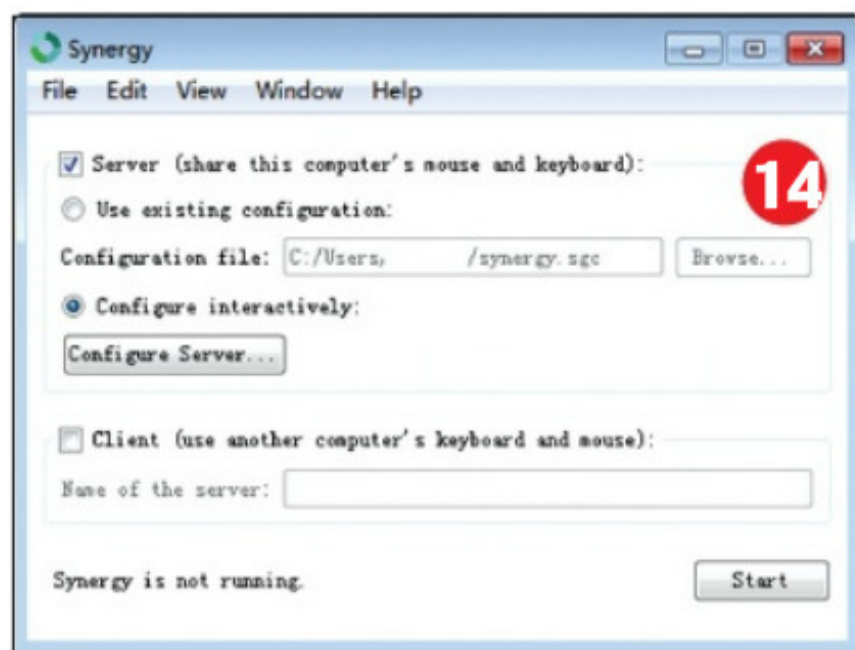 Synergy
File Edit View Window Help
Server (share this computer's mouse and keyboard):
14
Use existing configuration:
Configuration file: C:/Users, /synergy.sgc Browse...
Configure interactively:
Configure Server...
Client (use another computer's keyboard and mouse):
Name of the server:
Synergy is not running.
Start